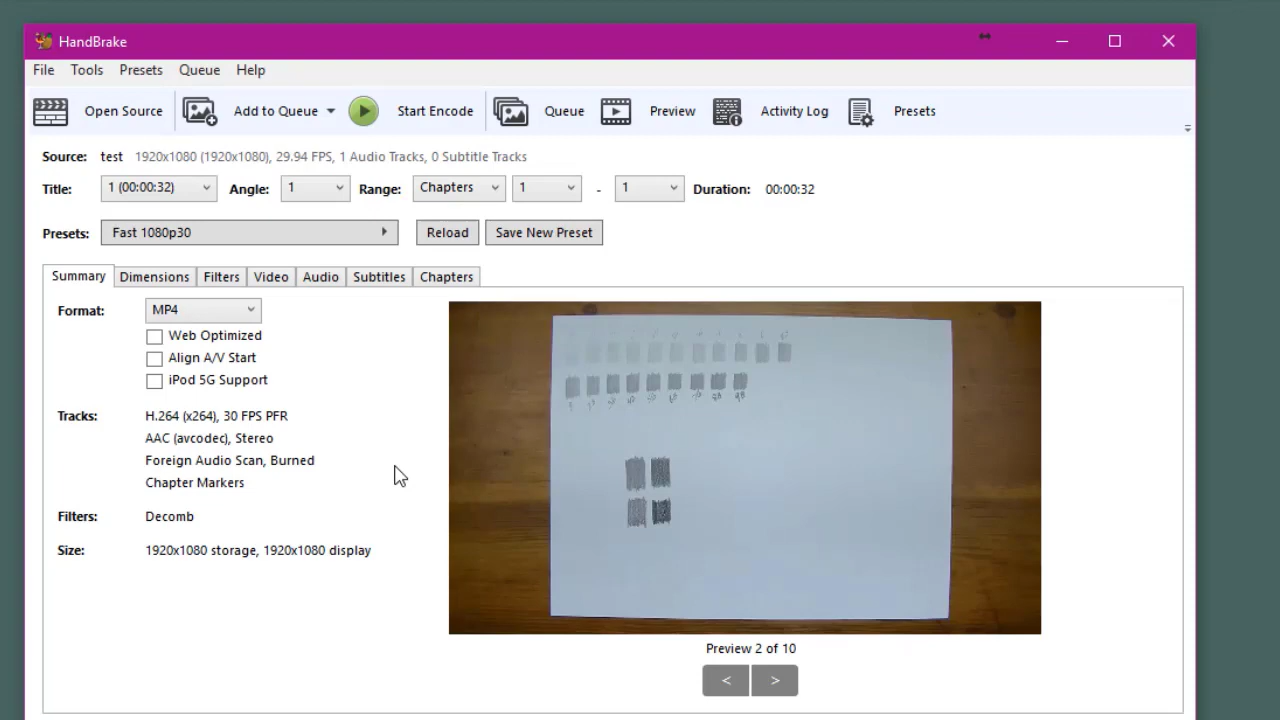 HandBrake
File Tools Presets Queue Help
Open Source Add to Queue Start Encode Queue Preview Activity Log Presets
Source: test 1920x1080 (1920x1080), 29.94 FPS, 1 Audio Tracks, 0 Subtitle Tracks
Title: 1 (00:00:32) Angle: 1 Range: Chapters 1 - 1 Duration: 00:00:32
Presets: Fast 1080p30 Reload Save New Preset
Summary Dimensions Filters Video Audio Subtitles Chapters
Format: MP4
Web Optimized
Align A/V Start
iPod 5G Support
Tracks: H.264 (x264), 30 FPS PFR
AAC (avcodec), Stereo
Foreign Audio Scan, Burned
Chapter Markers
Filters: Decomb
Size: 1920x1080 storage, 1920x1080 display
Preview 2 of 10
< >